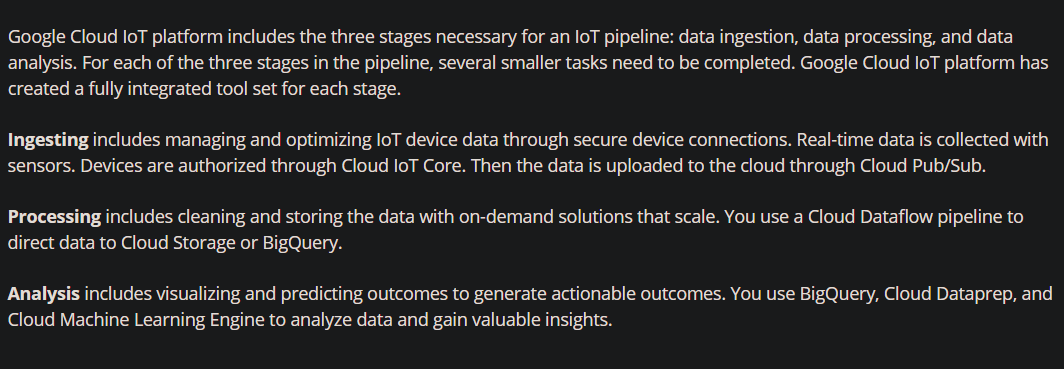 Google Cloud IoT platform includes the three stages necessary for an IoT pipeline: data ingestion, data processing, and data
analysis. For each of the three stages in the pipeline, several smaller tasks need to be completed. Google Cloud IoT platform has
created a fully integrated tool set for each stage.
Ingesting includes managing and optimizing IoT device data through secure device connections. Real-time data is collected with
sensors. Devices are authorized through Cloud IoT Core. Then the data is uploaded to the cloud through Cloud Pub/Sub.
Processing includes cleaning and storing the data with on-demand solutions that scale. You use a Cloud Dataflow pipeline to
direct data to Cloud Storage or BigQuery.
Analysis includes visualizing and predicting outcomes to generate actionable outcomes. You use BigQuery, Cloud Dataprep, and
Cloud Machine Learning Engine to analyze data and gain valuable insights.